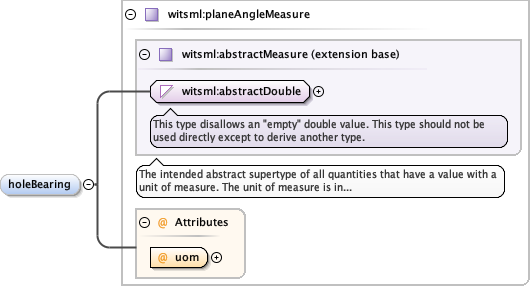 witsml:planeAngleMeasure
witsml:abstractMeasure (extension base)
witsml:abstractDouble
This type disallows an "empty" double value. This type should not be
used directly except to derive another type.
The intended abstract supertype of all quantities that have a value with a
unit of measure. The unit of measure is in...
holeBearing
@ Attributes
@ uom